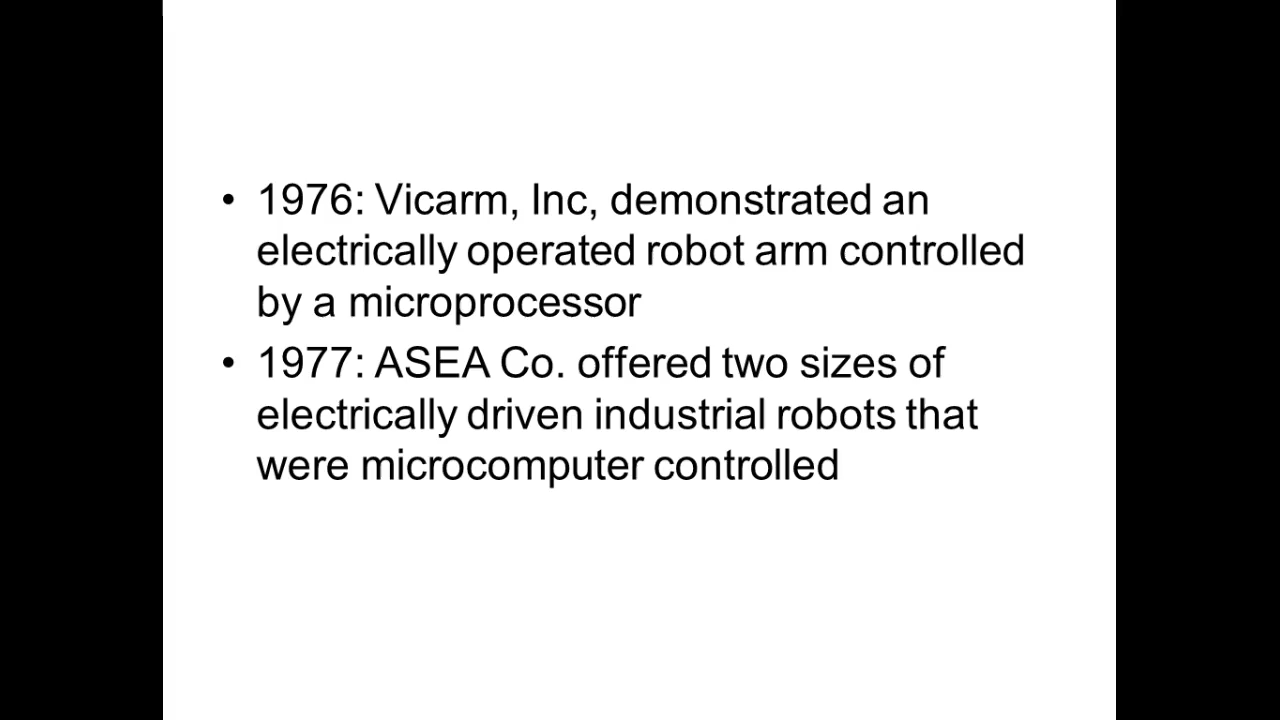 • 1976: Vicarm, Inc, demonstrated an
electrically operated robot arm controlled
by a microprocessor
• 1977: ASEA Co. offered two sizes of
electrically driven industrial robots that
were microcomputer controlled